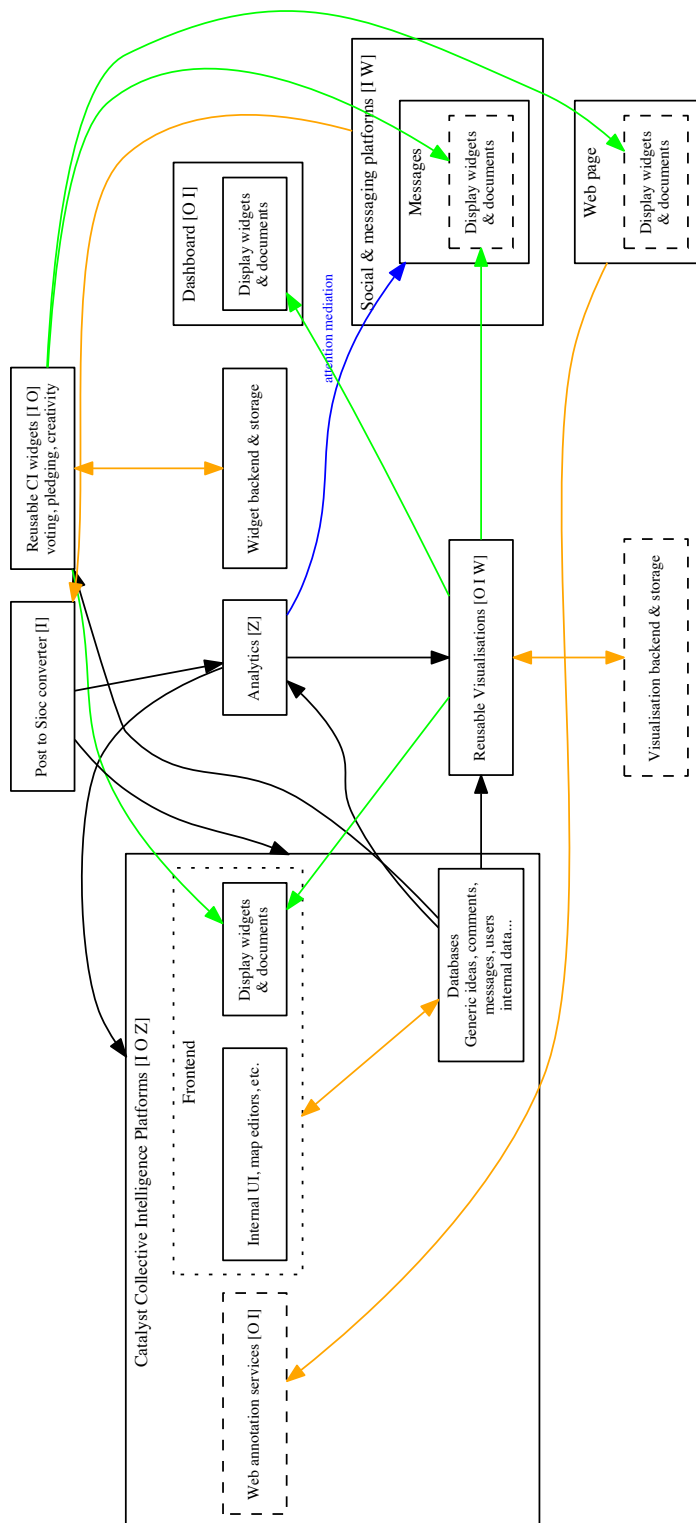 Post to Sioc converter [I]
Reusable CI widgets [I O]
voting, pledging, creativity
Catalyst Collective Intelligence Platforms [I O Z]
Frontend
Web annotation services [O I]
Internal UI, map editors, etc.
Display widgets
& documents
Databases
Generic ideas, comments,
messages, users
internal data...
Analytics [Z]
Widget backend & storage
attention mediation
Dashboard [O I]
Display widgets
& documents
Social & messaging platforms [I W]
Messages
Display widgets
& documents
Reusable Visualisations [O I W]
Web page
Display widgets
& documents
Visualisation backend & storage